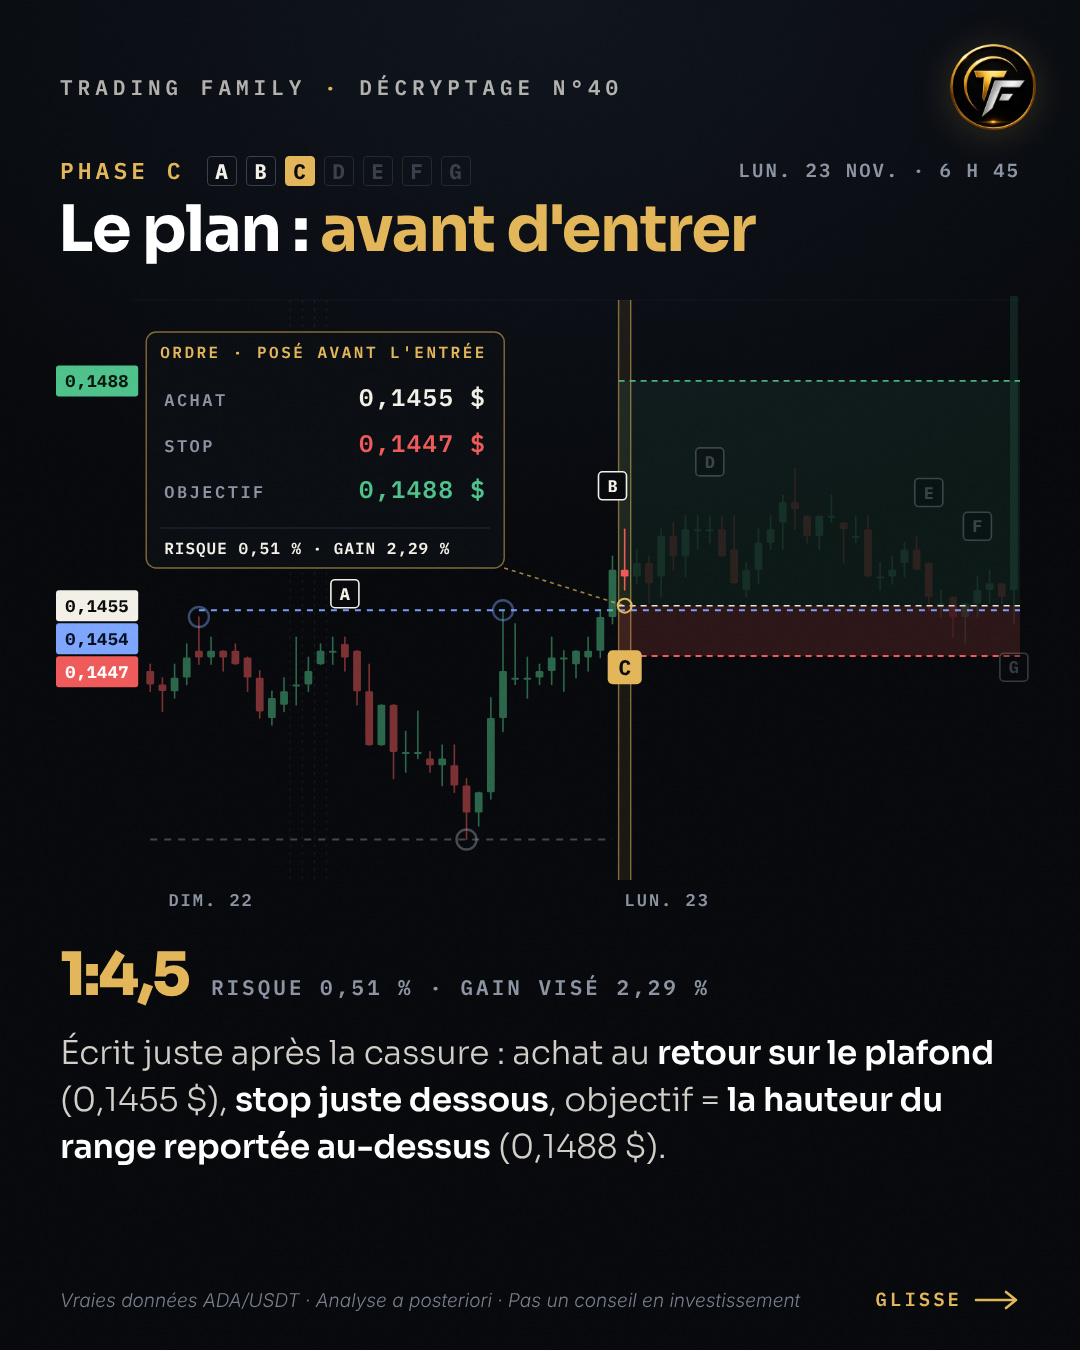 TRADING FAMILY · DÉCRYPTAGE N°40
TF
PHASE C A B C D E F G
LUN. 23 NOV. · 6 H 45
Le plan : avant d'entrer
ORDRE · POSÉ AVANT L'ENTRÉE
ACHAT 0,1455 $
STOP 0,1447 $
OBJECTIF 0,1488 $
RISQUE 0,51 % · GAIN 2,29 %
0,1488
0,1455
0,1454
0,1447
A
B
C
D
E
F
G
DIM. 22
LUN. 23
1:4,5 RISQUE 0,51 % · GAIN VISÉ 2,29 %
Écrit juste après la cassure : achat au retour sur le plafond
(0,1455 $), stop juste dessous, objectif = la hauteur du
range reportée au-dessus (0,1488 $).
Vraies données ADA/USDT · Analyse a posteriori · Pas un conseil en investissement
GLISSE